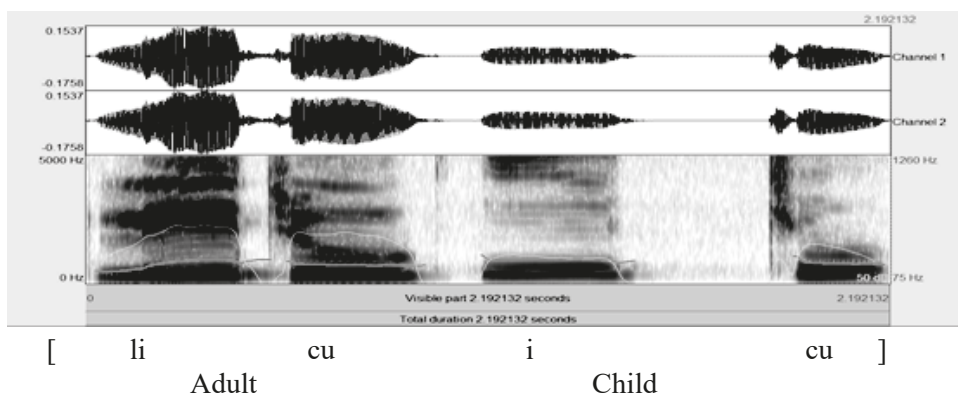 2.192132
0.1537
Channel 1
-0.1758
0.1537
Channel 2
-0.1758
5000 Hz 1260 Hz
0 Hz 50 dB 75 Hz
0 Visible part 2.192132 seconds 2.192132
Total duration 2.192132 seconds
[ li cu i cu ]
Adult Child